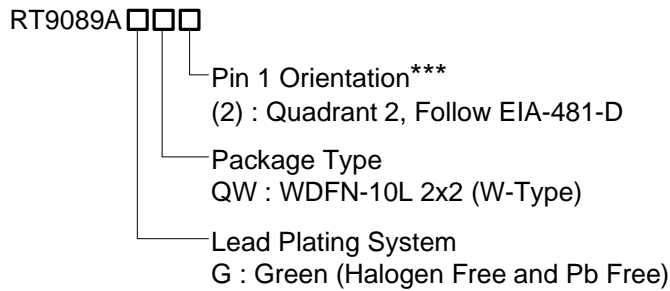 RT9089A□□□
Pin 1 Orientation***
(2) : Quadrant 2, Follow EIA-481-D
Package Type
QW : WDFN-10L 2x2 (W-Type)
Lead Plating System
G : Green (Halogen Free and Pb Free)